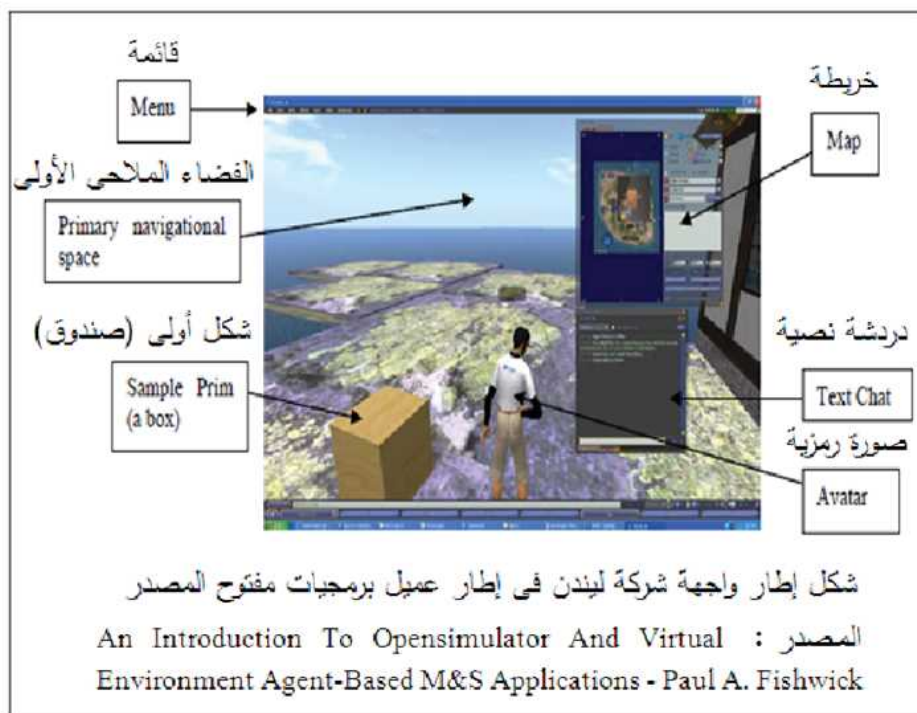 قائمة
Menu
الفضاء الملاحى الأولى
Primary navigational
space
شكل أولى (صندوق)
Sample Prim
(a box)
خريطة
Map
دردشة نصية
Text Chat
صورة رمزية
Avatar
شكل إطار واجهة شركة ليندن فى إطار عميل برمجيات مفتوح المصدر
المصدر : An Introduction To Opensimulator And Virtual
Environment Agent-Based M&S Applications - Paul A. Fishwick